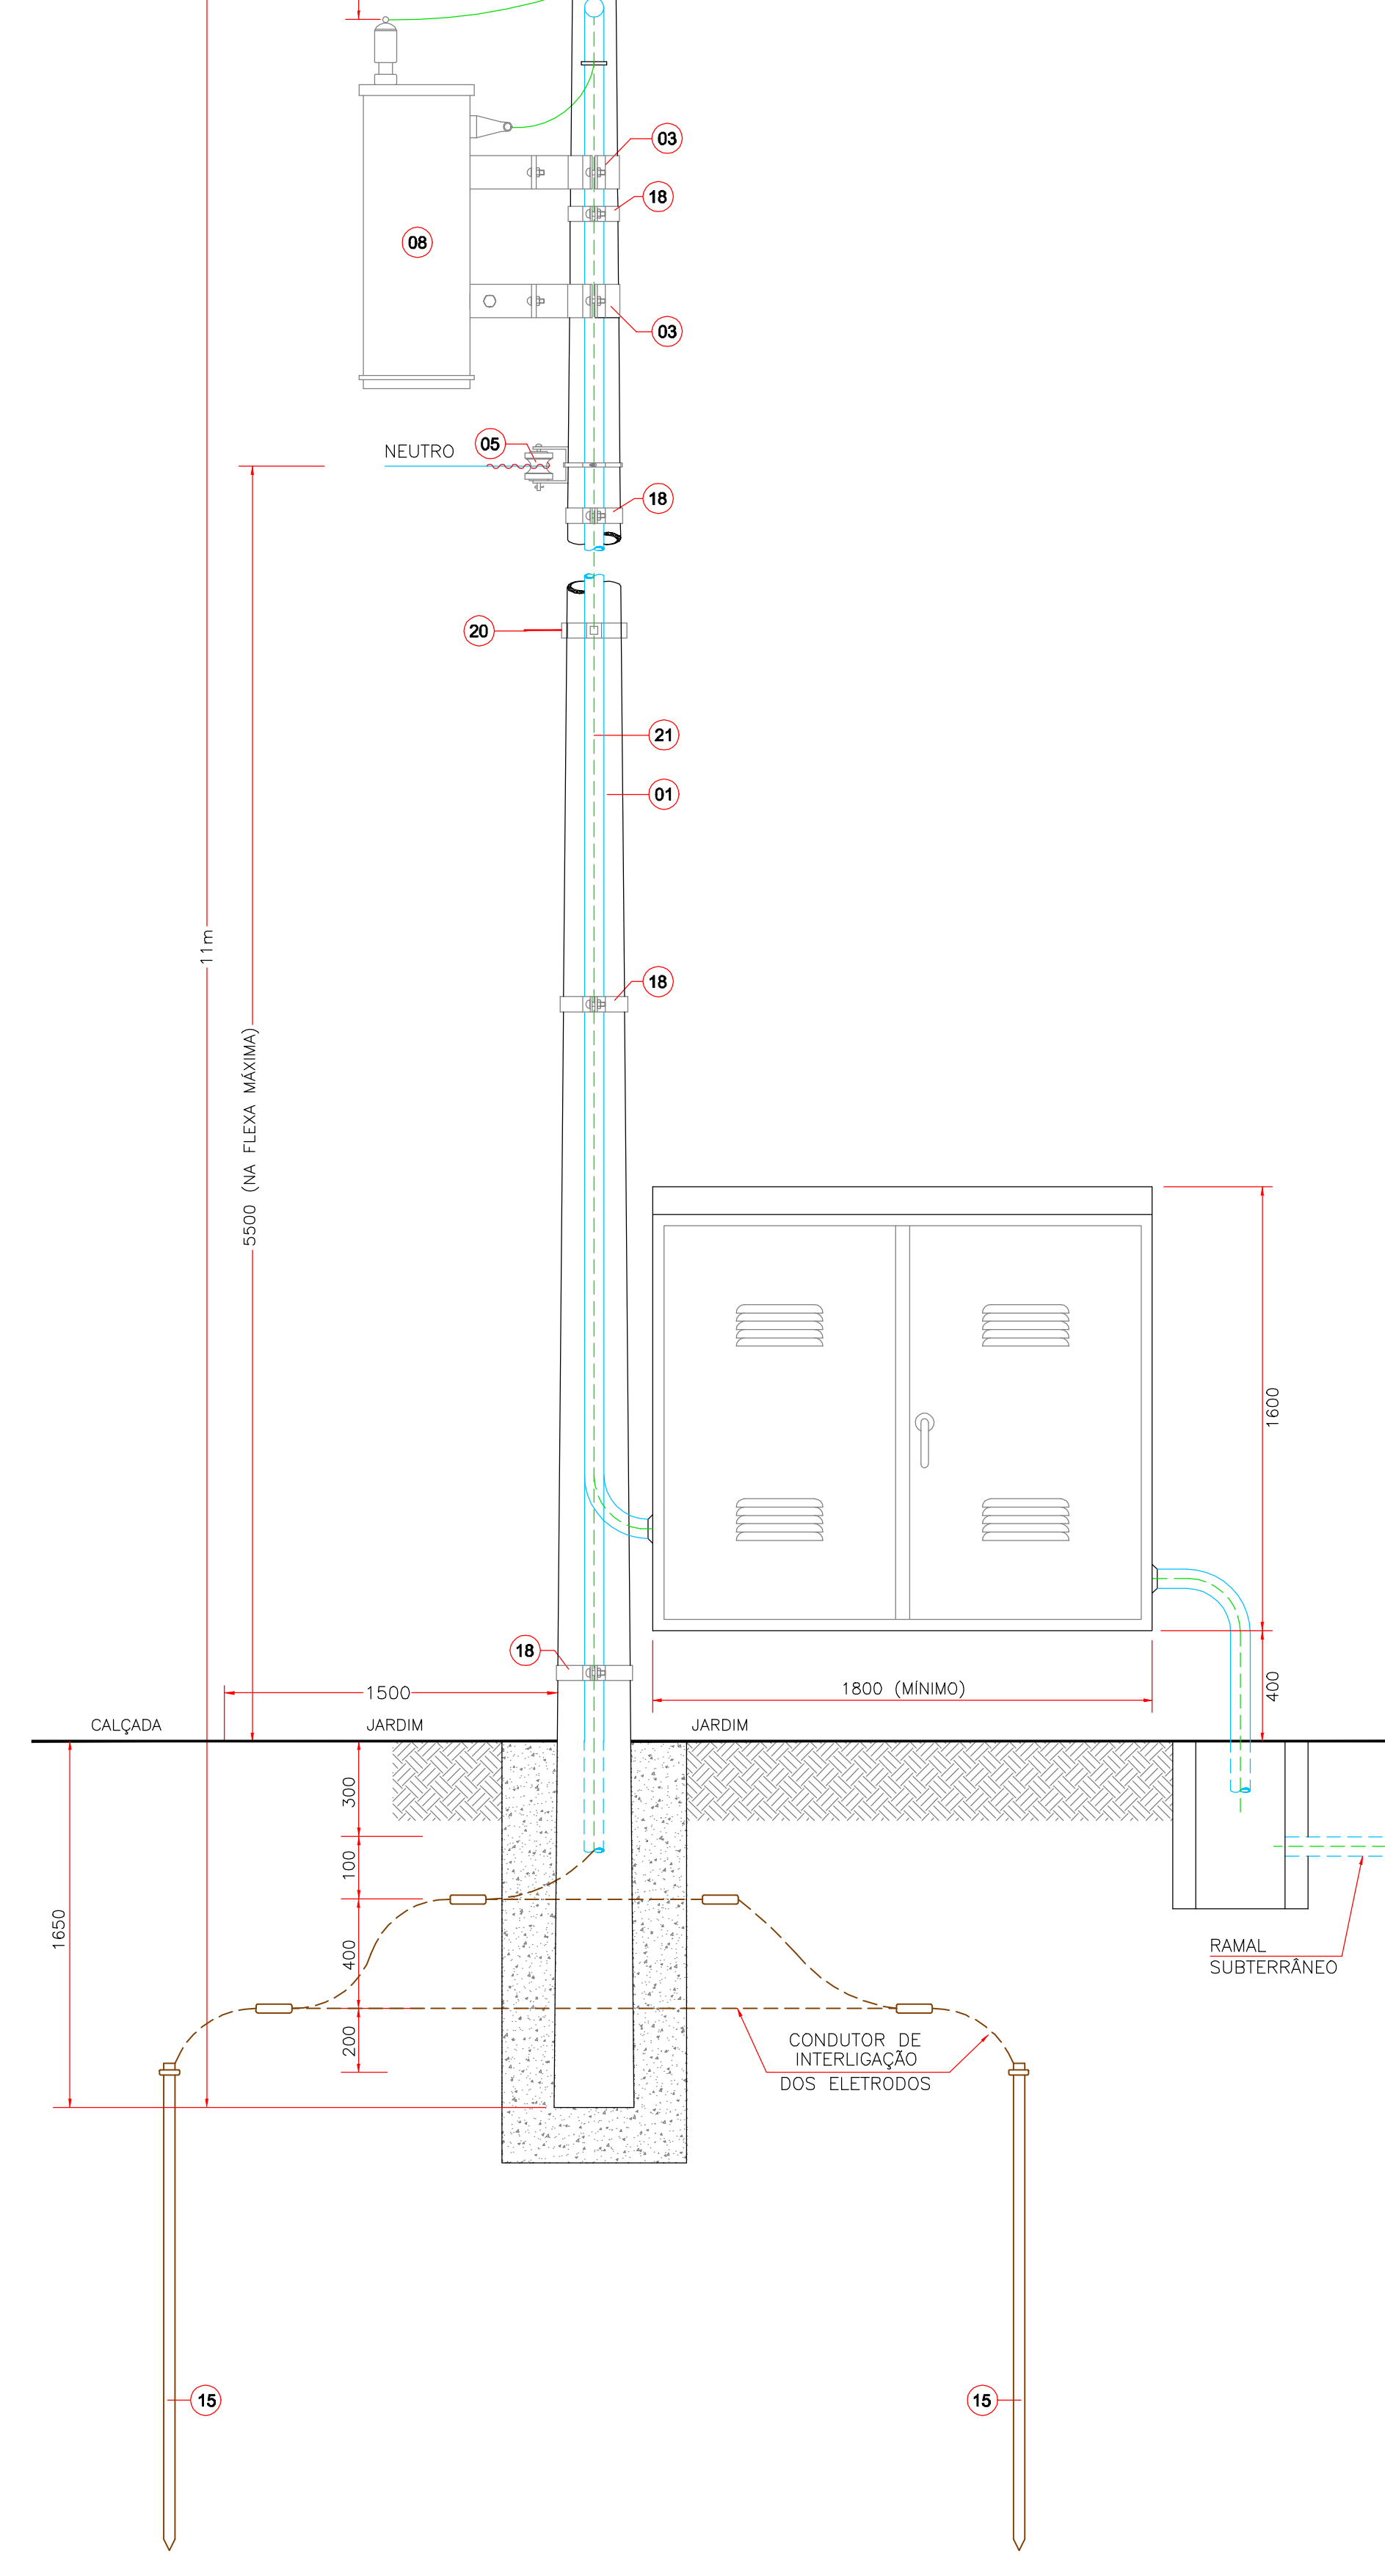 03
18
08
03
NEUTRO
05
18
20
21
01
11m
18
5500 (NA FLEXA MÁXIMA)
1600
18
1500
1800 (MÍNIMO)
400
CALÇADA
JARDIM
JARDIM
300
100
1650
400
RAMAL
SUBTERRÂNEO
200
CONDUTOR DE
INTERLIGAÇÃO
DOS ELETRODOS
15
15